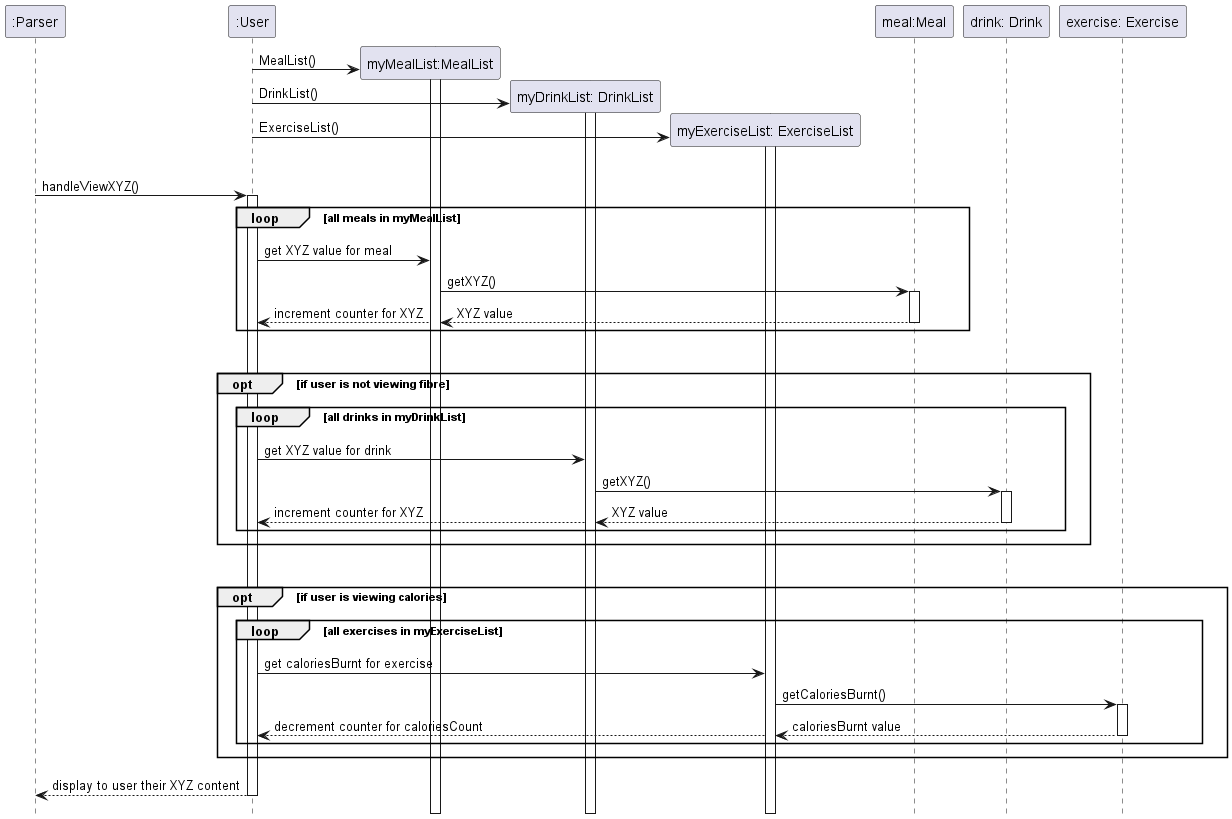 :Parser
:User
meal:Meal
drink: Drink
exercise: Exercise
MealList()
myMealList:MealList
DrinkList()
myDrinkList: DrinkList
ExerciseList()
myExerciseList: ExerciseList
handleViewXYZ()
loop [all meals in myMealList]
get XYZ value for meal
getXYZ()
increment counter for XYZ
XYZ value
opt [if user is not viewing fibre]
loop [all drinks in myDrinkList]
get XYZ value for drink
getXYZ()
increment counter for XYZ
XYZ value
opt [if user is viewing calories]
loop [all exercises in myExerciseList]
get caloriesBurnt for exercise
getCaloriesBurnt()
decrement counter for caloriesCount
caloriesBurnt value
display to user their XYZ content